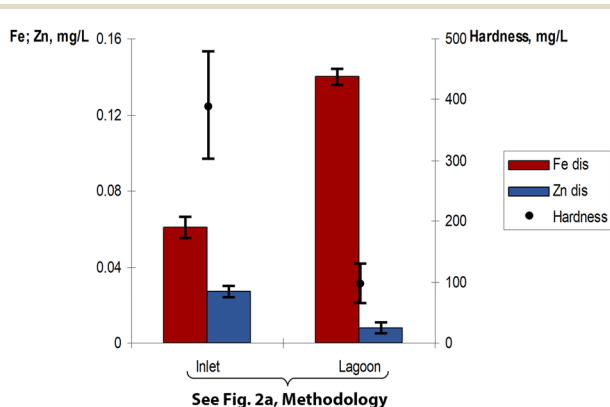 Fe; Zn, mg/L
Hardness, mg/L
0.16
0.12
0.08
0.04
0
500
400
300
200
100
0
Fe dis
Zn dis
Hardness
Inlet
Lagoon
See Fig. 2a, Methodology